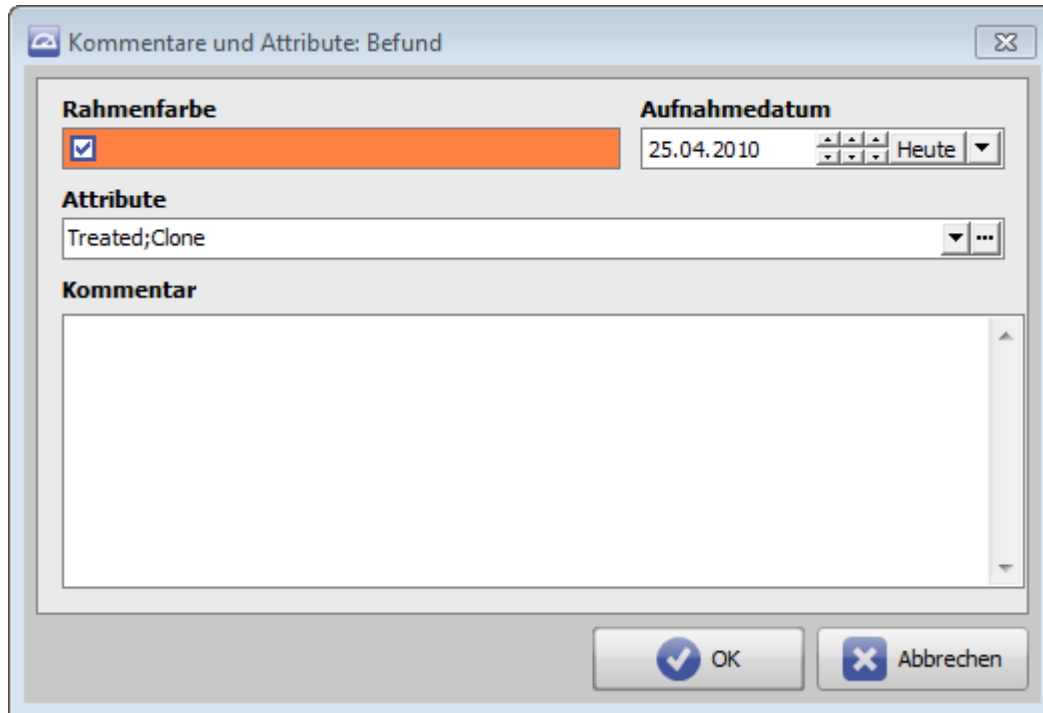 Kommentare und Attribute: Befund
Rahmenfarbe
Aufnahmedatum
25.04.2010 Heute
Attribute
Treated;Clone
Kommentar
OK
Abbrechen